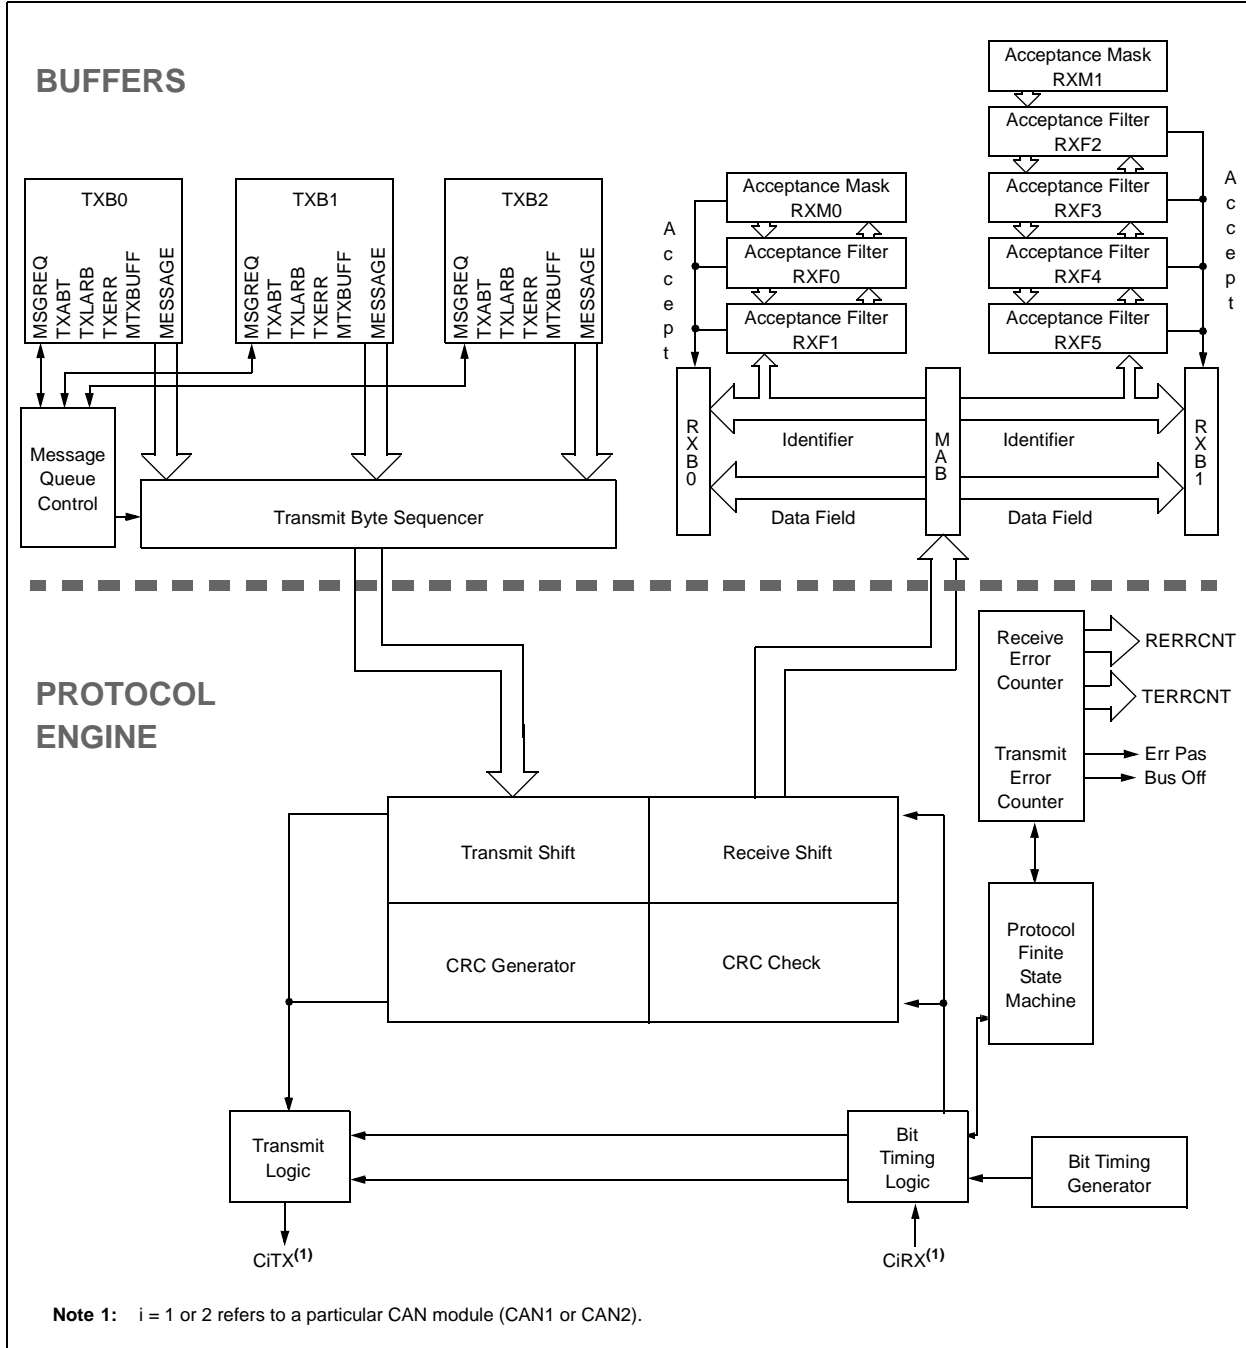 BUFFERS
Acceptance Mask
RXM1
Acceptance Filter
RXF2
Acceptance Filter
RXF3
Acceptance Filter
RXF4
Acceptance Filter
RXF5
Accept
Acceptance Mask
RXM0
Acceptance Filter
RXF0
Acceptance Filter
RXF1
Accept
TXB0
MSGREQ
TXABT
TXLARB
TXERR
MTXBUFF
MESSAGE
TXB1
MSGREQ
TXABT
TXLARB
TXERR
MTXBUFF
MESSAGE
TXB2
MSGREQ
TXABT
TXLARB
TXERR
MTXBUFF
MESSAGE
Message
Queue
Control
Transmit Byte Sequencer
RXB0
Identifier
Data Field
MAB
Identifier
Data Field
RXB1
PROTOCOL
ENGINE
Receive
Error
Counter
Transmit
Error
Counter
RERRCNT
TERRCNT
Err Pas
Bus Off
Transmit Shift
Receive Shift
CRC Generator
CRC Check
Protocol
Finite
State
Machine
Transmit
Logic
Bit
Timing
Logic
Bit Timing
Generator
CiTX(1)
CiRX(1)
Note 1: i = 1 or 2 refers to a particular CAN module (CAN1 or CAN2).